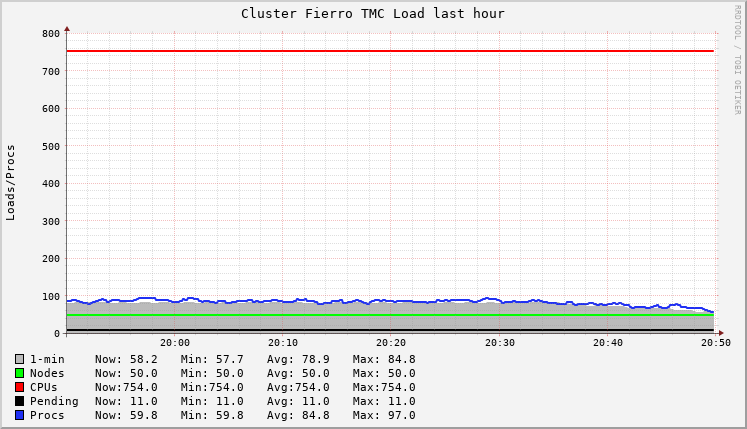 Cluster Fierro TMC Load last hour
RRDTOOL / TOBI OETIKER
Loads/Procs
800
700
600
500
400
300
200
100
0
20:00 20:10 20:20 20:30 20:40 20:50
1-min Now: 58.2 Min: 57.7 Avg: 78.9 Max: 84.8
Nodes Now: 50.0 Min: 50.0 Avg: 50.0 Max: 50.0
CPUs Now:754.0 Min:754.0 Avg:754.0 Max:754.0
Pending Now: 11.0 Min: 11.0 Avg: 11.0 Max: 11.0
Procs Now: 59.8 Min: 59.8 Avg: 84.8 Max: 97.0